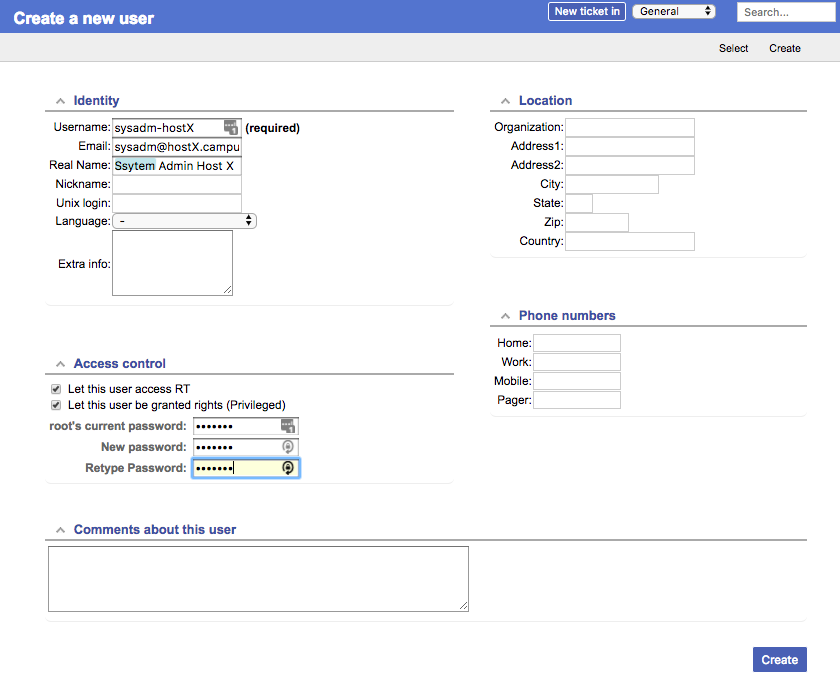 Create a new user
New ticket in General Search...
Select Create
Identity
Username: sysadm-hostX (required)
Email: sysadm@hostX.campu
Real Name: Ssytem Admin Host X
Nickname:
Unix login:
Language: -
Extra info:
Access control
Let this user access RT
Let this user be granted rights (Privileged)
root's current password: •••••••
New password: •••••••
Retype Password: •••••••
Location
Organization:
Address1:
Address2:
City:
State:
Zip:
Country:
Phone numbers
Home:
Work:
Mobile:
Pager:
Comments about this user
Create